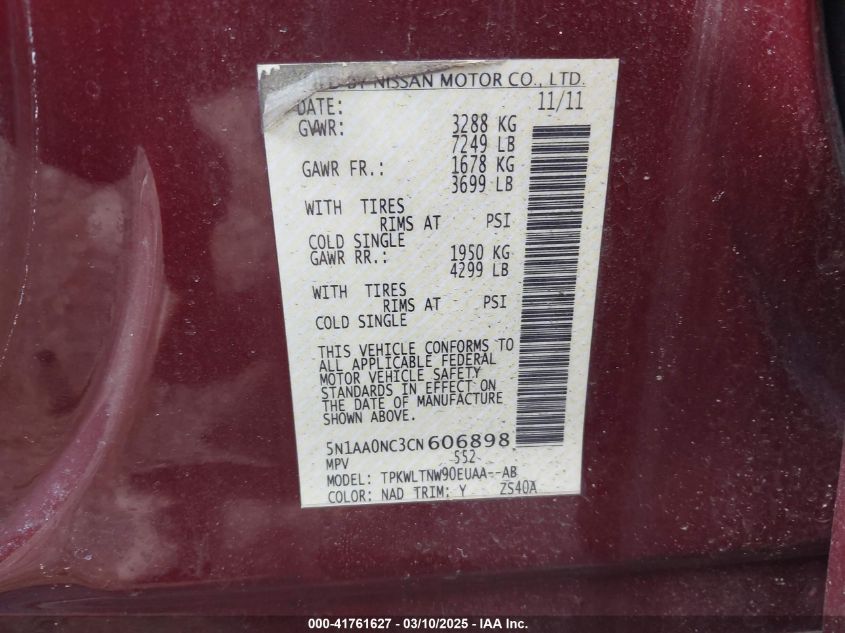 BY NISSAN MOTOR CO., LTD.
DATE: 11/11
GVWR: 3288 KG
7249 LB
GAWR FR.: 1678 KG
3699 LB
WITH TIRES
RIMS AT PSI
COLD SINGLE
GAWR RR.: 1950 KG
4299 LB
WITH TIRES
RIMS AT PSI
COLD SINGLE
THIS VEHICLE CONFORMS TO
ALL APPLICABLE FEDERAL
MOTOR VEHICLE SAFETY
STANDARDS IN EFFECT ON
THE DATE OF MANUFACTURE
SHOWN ABOVE.
5N1AA0NC3CN606898
MPV 552
MODEL: TPKWLTNW90EUAA--AB
COLOR: NAD TRIM: Y ZS40A
000-41761627 — 03/10/2025 — IAA Inc.